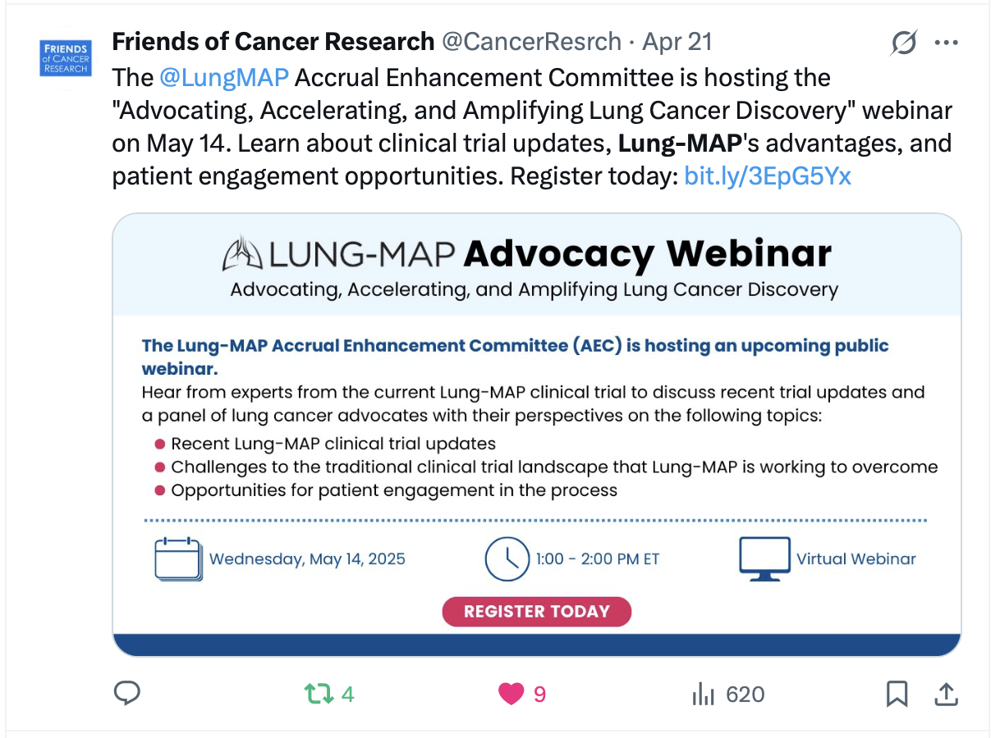 FRIENDS
of CANCER
RESEARCH
Friends of Cancer Research @CancerResrch · Apr 21
The @LungMAP Accrual Enhancement Committee is hosting the
"Advocating, Accelerating, and Amplifying Lung Cancer Discovery" webinar
on May 14. Learn about clinical trial updates, Lung-MAP's advantages, and
patient engagement opportunities. Register today: bit.ly/3EpG5Yx
LUNG-MAP Advocacy Webinar
Advocating, Accelerating, and Amplifying Lung Cancer Discovery
The Lung-MAP Accrual Enhancement Committee (AEC) is hosting an upcoming public
webinar.
Hear from experts from the current Lung-MAP clinical trial to discuss recent trial updates and
a panel of lung cancer advocates with their perspectives on the following topics:
Recent Lung-MAP clinical trial updates
Challenges to the traditional clinical trial landscape that Lung-MAP is working to overcome
Opportunities for patient engagement in the process
Wednesday, May 14, 2025
1:00 - 2:00 PM ET
Virtual Webinar
REGISTER TODAY
4 9 620